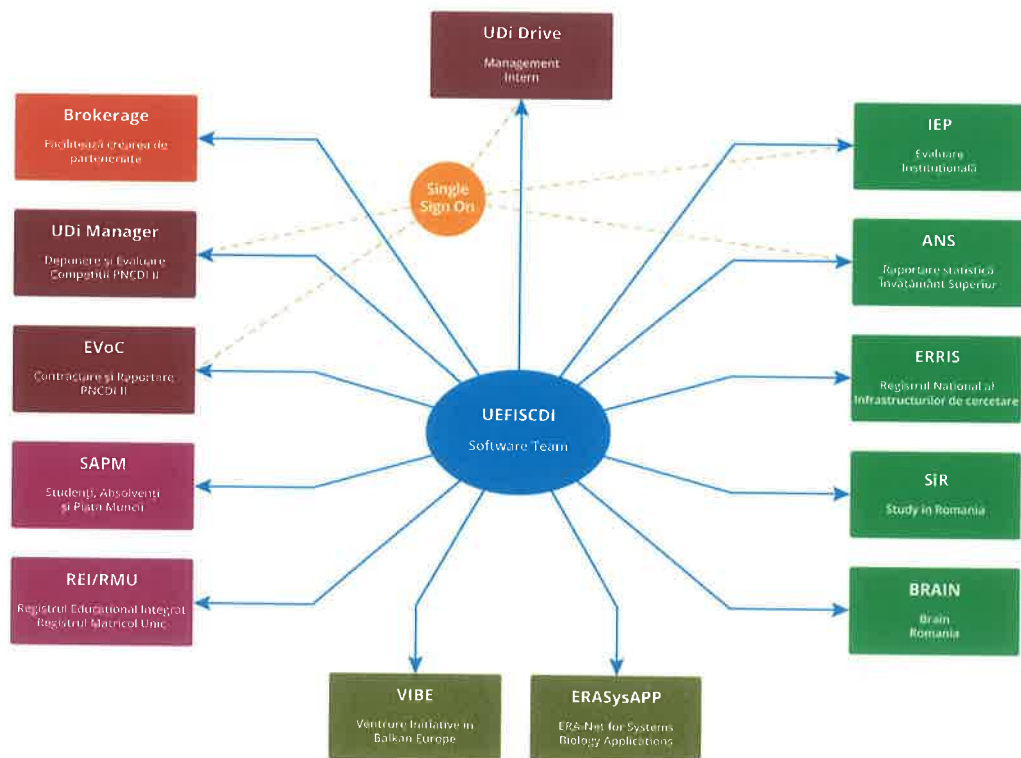 UDi Drive
Management
Intern
Brokerage
Facilitează crearea de
parteneriate
Single
Sign On
IEP
Evaluare
Instituțională
UDi Manager
Depunere și Evaluare
Competiții PNCDI II
ANS
Raportare statistică
Învățământ Superior
EVoC
Contractare și Raportare
PNCDI II
ERRIS
Registrul Național al
Infrastructurilor de cercetare
UEFISCDI
Software Team
SAPM
Studenți, Absolvenți
și Piața Muncii
SiR
Study in Romania
REI/RMU
Registrul Educațional Integrat
Registrul Matricol Unic
BRAIN
Brain
Romania
VIBE
Ventrure Initiative in
Balkan Europe
ERASysAPP
ERA-Net for Systems
Biology Applications